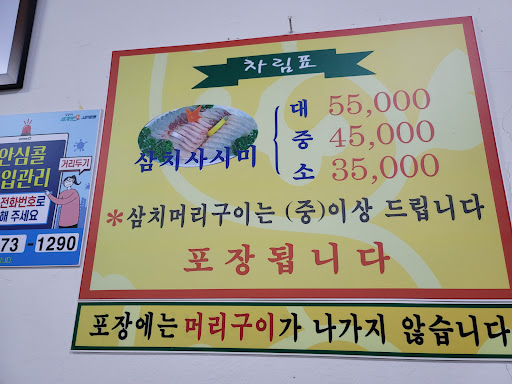 차림표
삼치사시미
대 55,000
중 45,000
소 35,000
*삼치머리구이는 (중)이상 드립니다
포장됩니다
포장에는 머리구이가 나가지 않습니다
안심콜
입관리
거리두기
전화번호로
해 주세요
73-1290